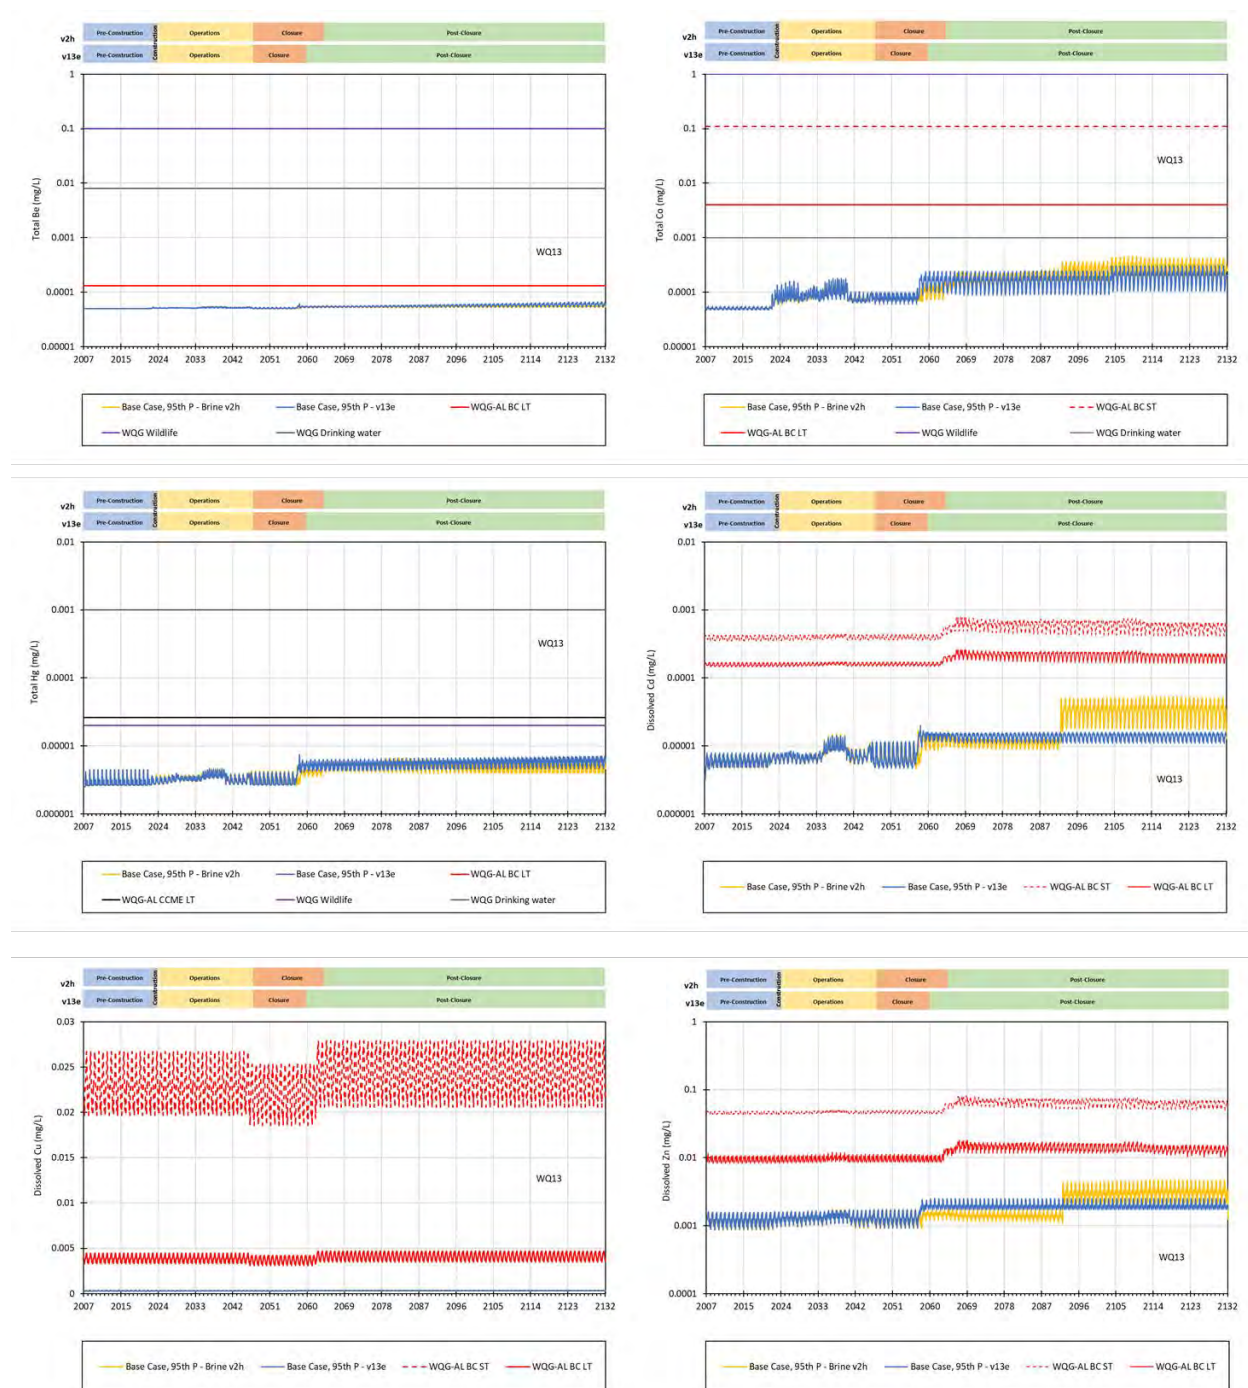 v2h Pre-Construction Construction Operations Closure Post-Closure
v13e Pre-Construction Operations Closure Post-Closure
1
0.1
0.01
0.001
0.0001
0.00001
Total Be (mg/L)
WQ13
2007 2015 2024 2033 2042 2051 2060 2069 2078 2087 2096 2105 2114 2123 2132
Base Case, 95th P - Brine v2h Base Case, 95th P - v13e WQG-AL BC LT
WQG Wildlife WQG Drinking water
v2h Pre-Construction Construction Operations Closure Post-Closure
v13e Pre-Construction Operations Closure Post-Closure
1
0.1
0.01
0.001
0.0001
0.00001
Total Co (mg/L)
WQ13
2007 2015 2024 2033 2042 2051 2060 2069 2078 2087 2096 2105 2114 2123 2132
Base Case, 95th P - Brine v2h Base Case, 95th P - v13e WQG-AL BC ST
WQG-AL BC LT WQG Wildlife WQG Drinking water
v2h Pre-Construction Construction Operations Closure Post-Closure
v13e Pre-Construction Operations Closure Post-Closure
0.01
0.001
0.0001
0.00001
0.000001
Total Hg (mg/L)
WQ13
2007 2015 2024 2033 2042 2051 2060 2069 2078 2087 2096 2105 2114 2123 2132
Base Case, 95th P - Brine v2h Base Case, 95th P - v13e WQG-AL BC LT
WQG-AL CCME LT WQG Wildlife WQG Drinking water
v2h Pre-Construction Construction Operations Closure Post-Closure
v13e Pre-Construction Operations Closure Post-Closure
0.01
0.001
0.0001
0.00001
0.000001
Dissolved Cd (mg/L)
WQ13
2007 2015 2024 2033 2042 2051 2060 2069 2078 2087 2096 2105 2114 2123 2132
Base Case, 95th P - Brine v2h Base Case, 95th P - v13e WQG-AL BC ST WQG-AL BC LT
v2h Pre-Construction Construction Operations Closure Post-Closure
v13e Pre-Construction Operations Closure Post-Closure
0.03
0.025
0.02
0.015
0.01
0.005
0
Dissolved Cu (mg/L)
WQ13
2007 2015 2024 2033 2042 2051 2060 2069 2078 2087 2096 2105 2114 2123 2132
Base Case, 95th P - Brine v2h Base Case, 95th P - v13e WQG-AL BC ST WQG-AL BC LT
v2h Pre-Construction Construction Operations Closure Post-Closure
v13e Pre-Construction Operations Closure Post-Closure
1
0.1
0.01
0.001
0.0001
Dissolved Zn (mg/L)
WQ13
2007 2015 2024 2033 2042 2051 2060 2069 2078 2087 2096 2105 2114 2123 2132
Base Case, 95th P - Brine v2h Base Case, 95th P - v13e WQG-AL BC ST WQG-AL BC LT